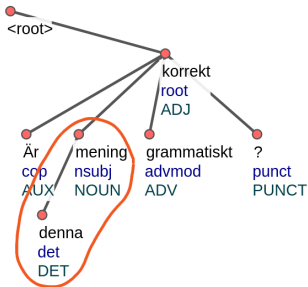 <root>
korrekt
root
ADJ
Är mening grammatiskt ?
cop nsubj advmod punct
AUX NOUN ADV PUNCT
denna
det
DET